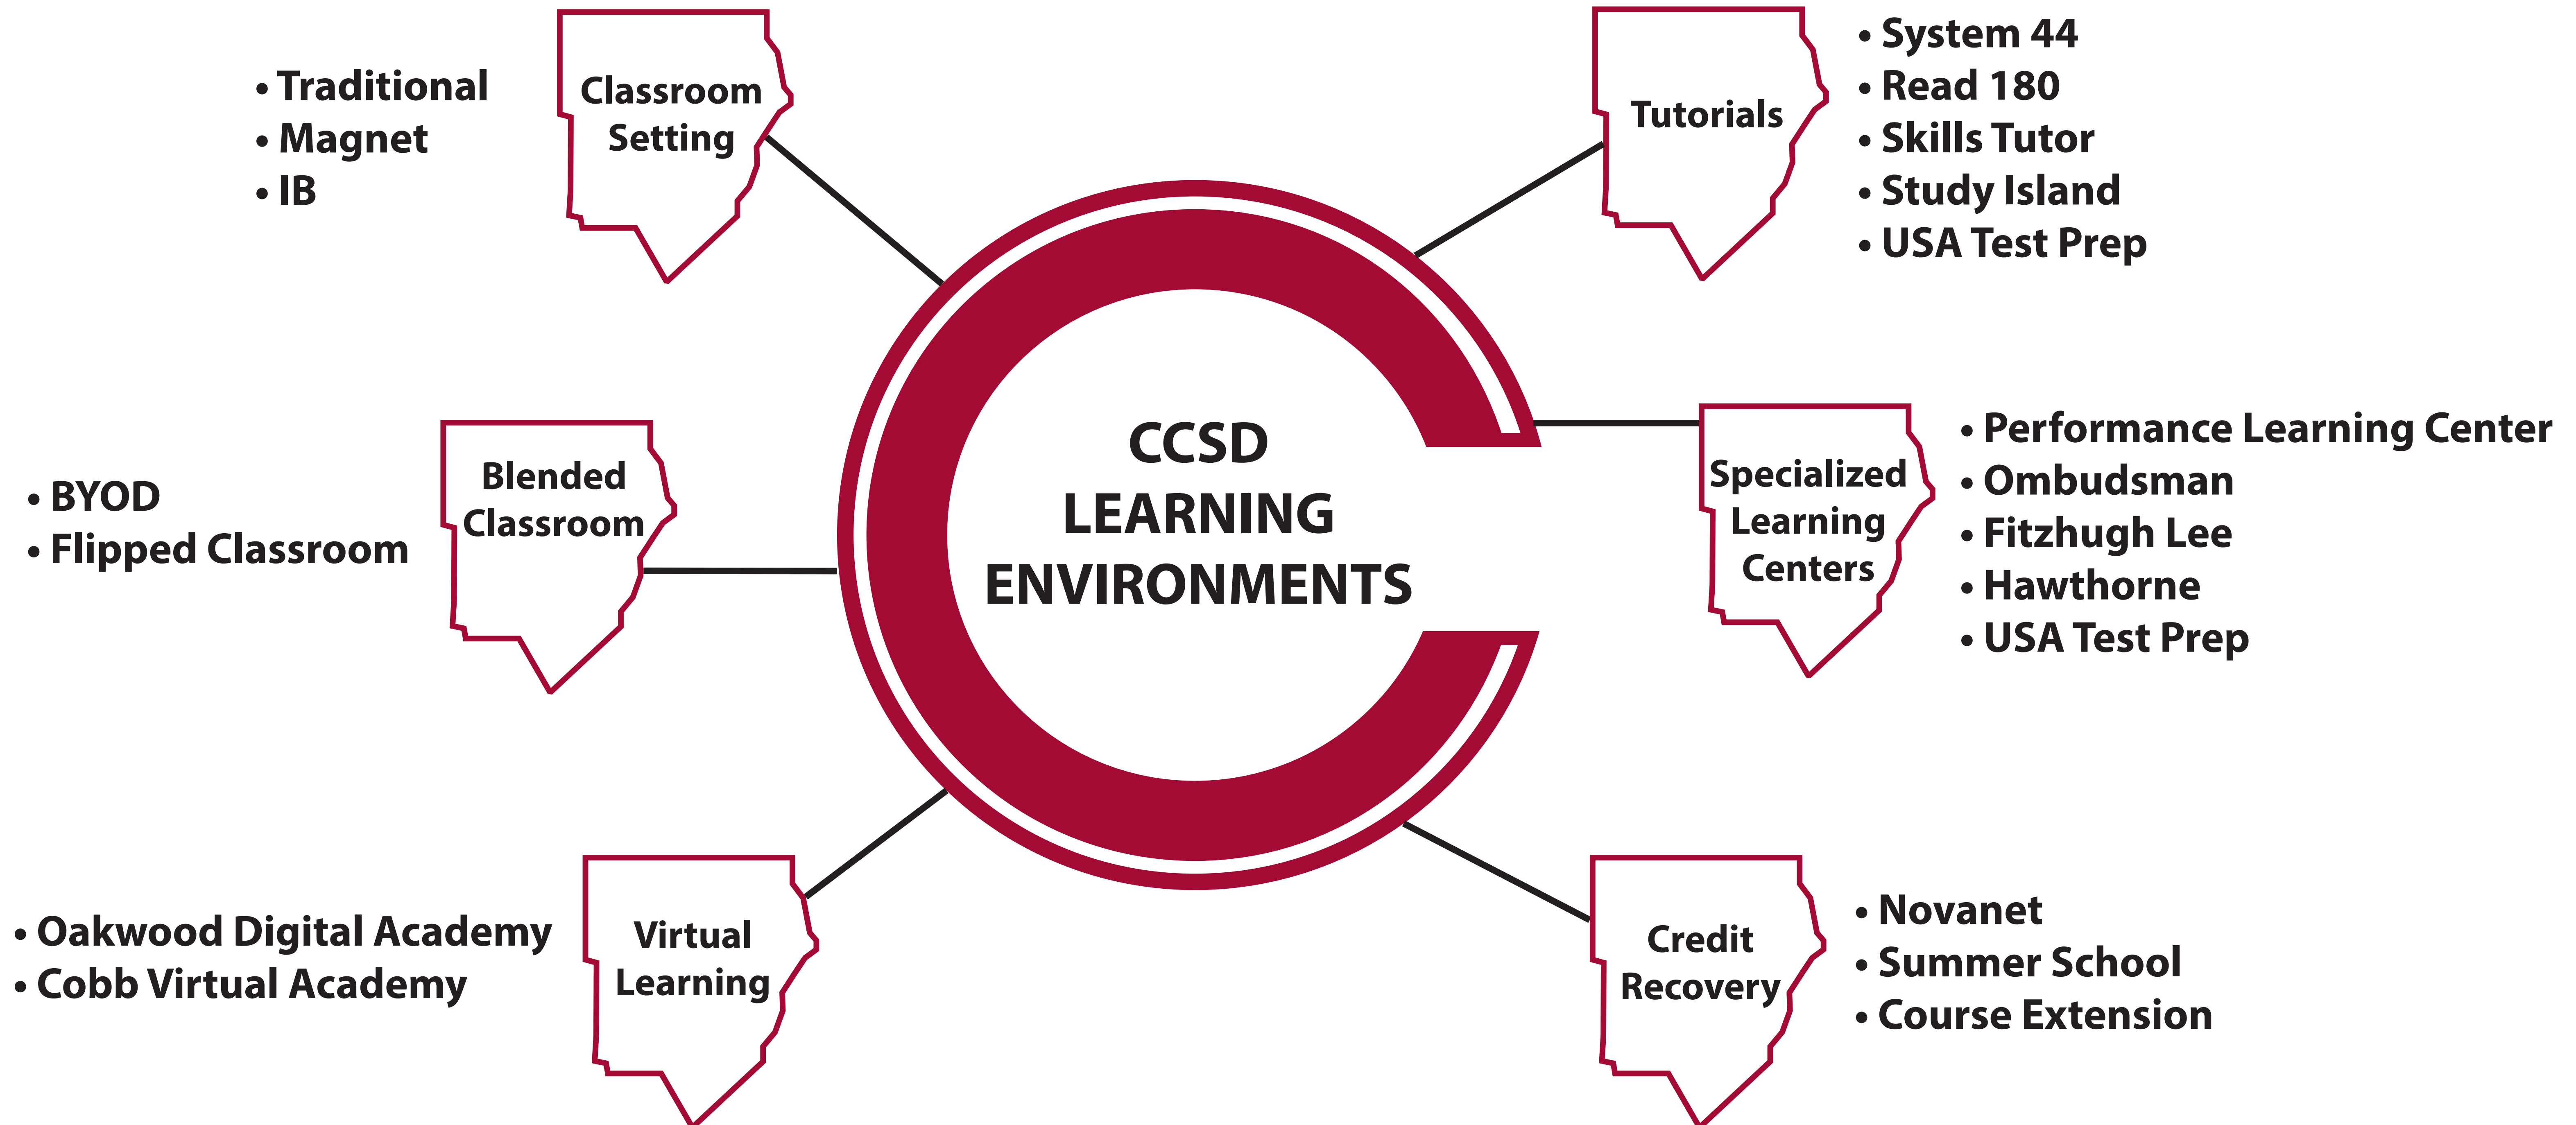 Classroom
Setting
• Traditional
• Magnet
• IB
Blended
Classroom
• BYOD
• Flipped Classroom
Virtual
Learning
• Oakwood Digital Academy
• Cobb Virtual Academy
CCSD
LEARNING
ENVIRONMENTS
Tutorials
• System 44
• Read 180
• Skills Tutor
• Study Island
• USA Test Prep
Specialized
Learning
Centers
• Performance Learning Center
• Ombudsman
• Fitzhugh Lee
• Hawthorne
• USA Test Prep
Credit
Recovery
• Novanet
• Summer School
• Course Extension